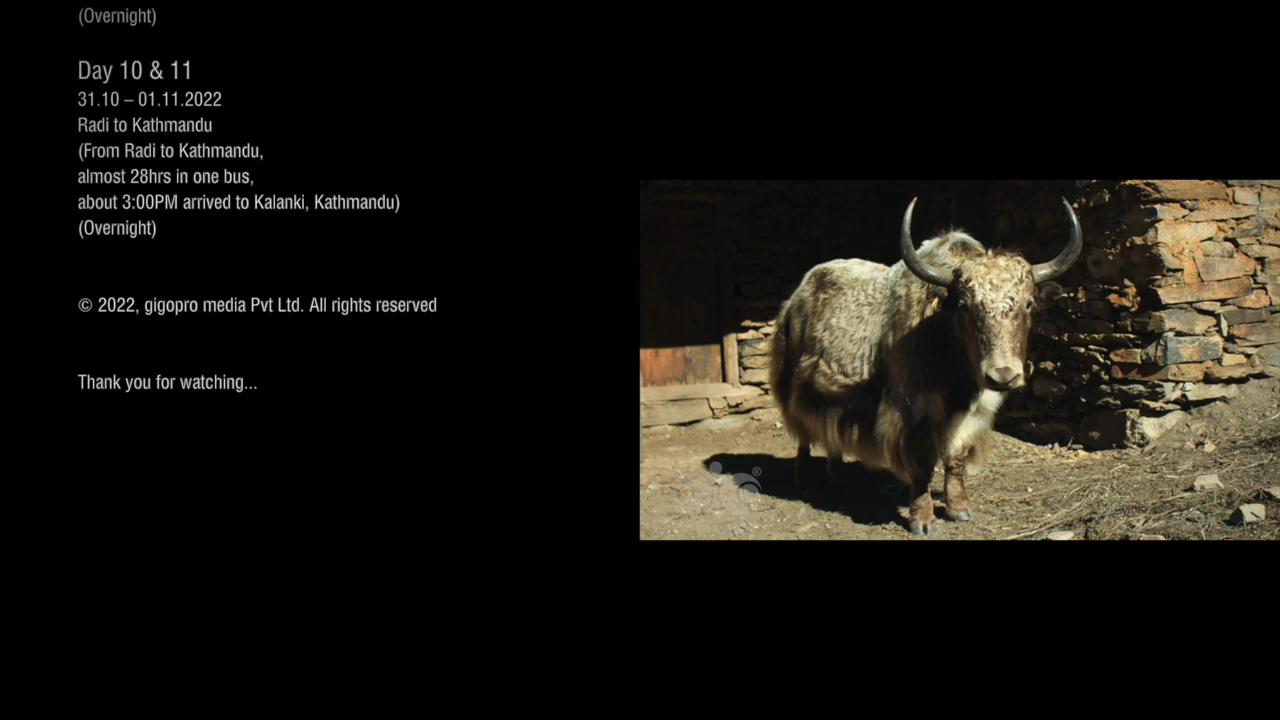 (Overnight)
Day 10 & 11
31.10 – 01.11.2022
Radi to Kathmandu
(From Radi to Kathmandu,
almost 28hrs in one bus,
about 3:00PM arrived to Kalanki, Kathmandu)
(Overnight)
© 2022, gigopro media Pvt Ltd. All rights reserved
Thank you for watching...
®